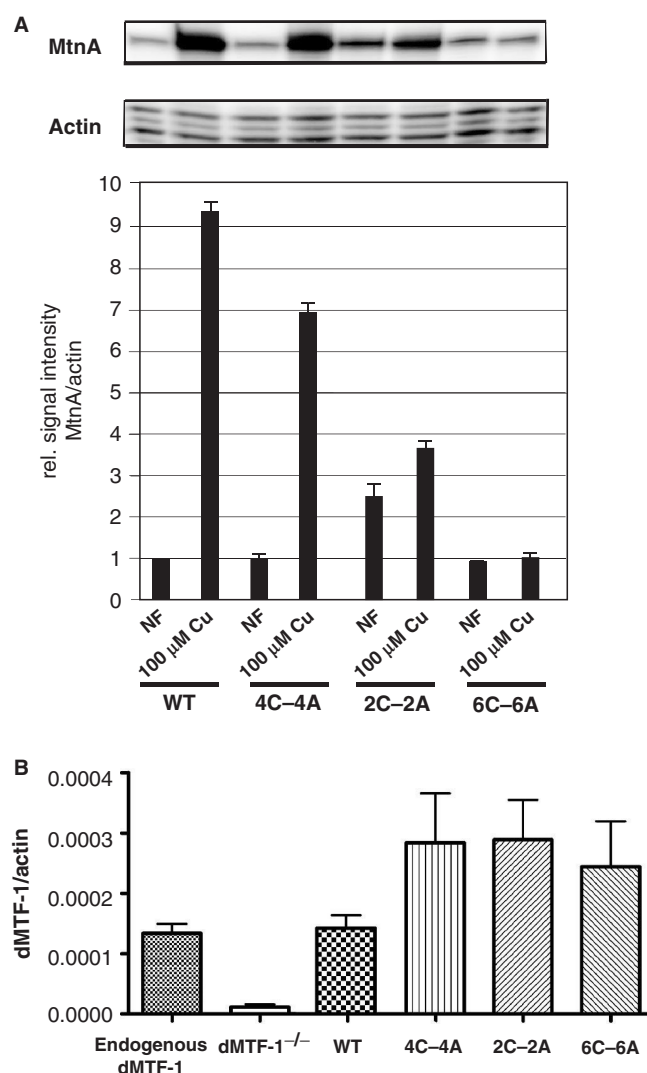 A
MtnA
Actin
rel. signal intensity
MtnA/actin
10
9
8
7
6
5
4
3
2
1
0
NF
100 µM Cu
NF
100 µM Cu
NF
100 µM Cu
NF
100 µM Cu
WT
4C–4A
2C–2A
6C–6A
B
dMTF-1/actin
0.0004
0.0003
0.0002
0.0001
0.0000
Endogenous
dMTF-1
dMTF-1−/−
WT
4C–4A
2C–2A
6C–6A